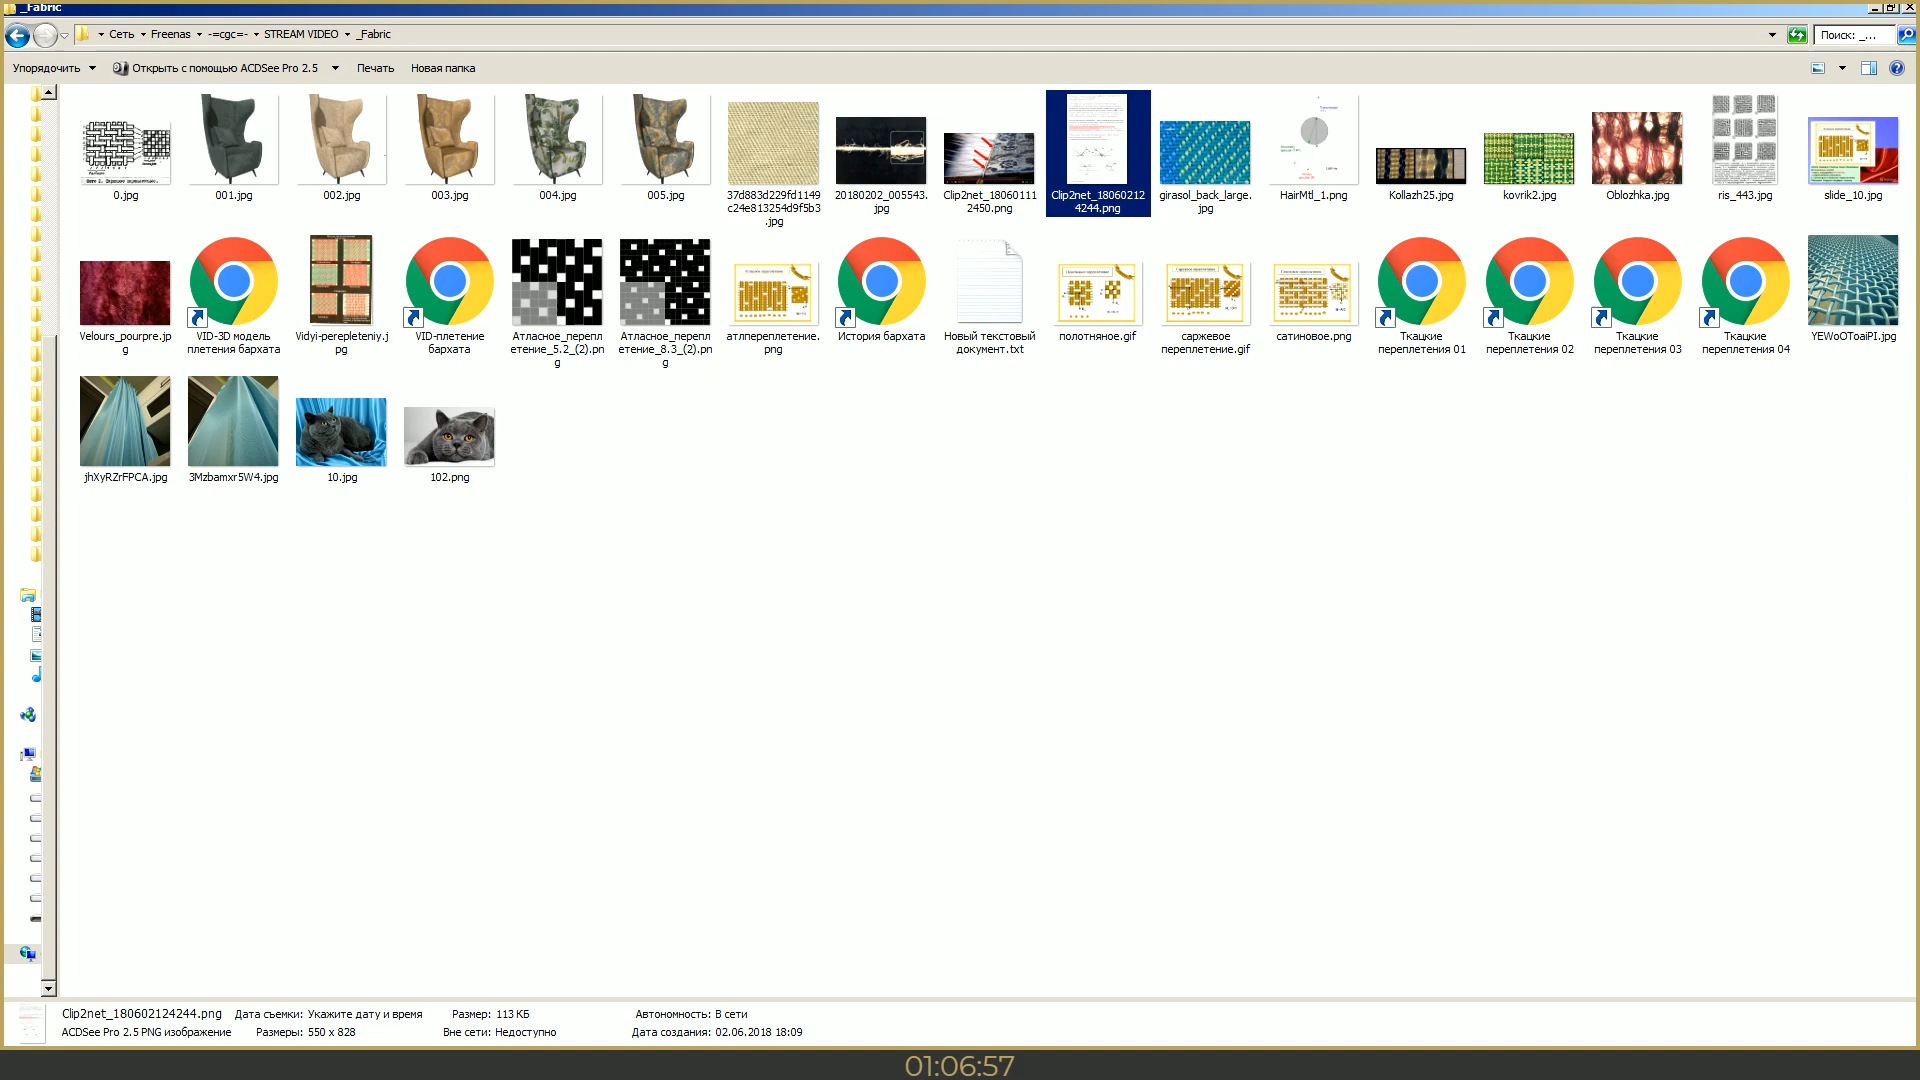 _Fabric
Сеть Freenas -=cgc=- STREAM VIDEO _Fabric
Поиск: _...
Упорядочить Открыть с помощью ACDSee Pro 2.5 Печать Новая папка
0.jpg
001.jpg
002.jpg
003.jpg
004.jpg
005.jpg
37d883d229fd1149
c24e813254d9f5b3
.jpg
20180202_005543.
jpg
Clip2net_18060111
2450.png
Clip2net_18060212
4244.png
girasol_back_large.
jpg
HairMtl_1.png
Kollazh25.jpg
kovrik2.jpg
Oblozhka.jpg
ris_443.jpg
slide_10.jpg
Velours_pourpre.jp
g
VID-3D модель
плетения бархата
Vidyi-perepleteniy.j
pg
VID-плетение
бархата
Атласное_перепл
етение_5.2_(2).pn
g
Атласное_перепл
етение_8.3_(2).pn
g
атлпереплетение.
png
История бархата
Новый текстовый
документ.txt
полотняное.gif
саржевое
переплетение.gif
сатиновое.png
Ткацкие
переплетения 01
Ткацкие
переплетения 02
Ткацкие
переплетения 03
Ткацкие
переплетения 04
YEWoOToaiPI.jpg
jhXyRZrFPCA.jpg
3Mzbamxr5W4.jpg
10.jpg
102.png
Clip2net_180602124244.png Дата съемки: Укажите дату и время Размер: 113 КБ Автономность: В сети
ACDSee Pro 2.5 PNG изображение Размеры: 550 x 828 Вне сети: Недоступно Дата создания: 02.06.2018 18:09
01:06:57